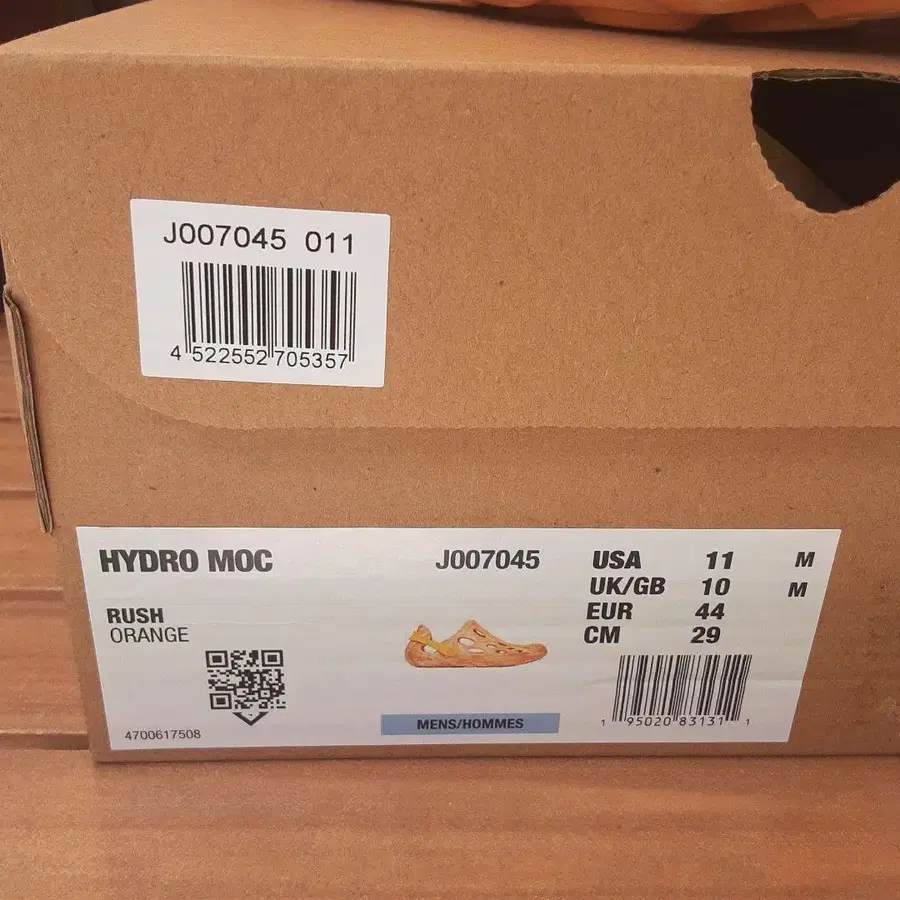 J007045 011
4 522552 705357
HYDRO MOC
RUSH
ORANGE
4700617508
J007045
MENS/HOMMES
USA 11 M
UK/GB 10 M
EUR 44
CM 29
1 95020 83131 1